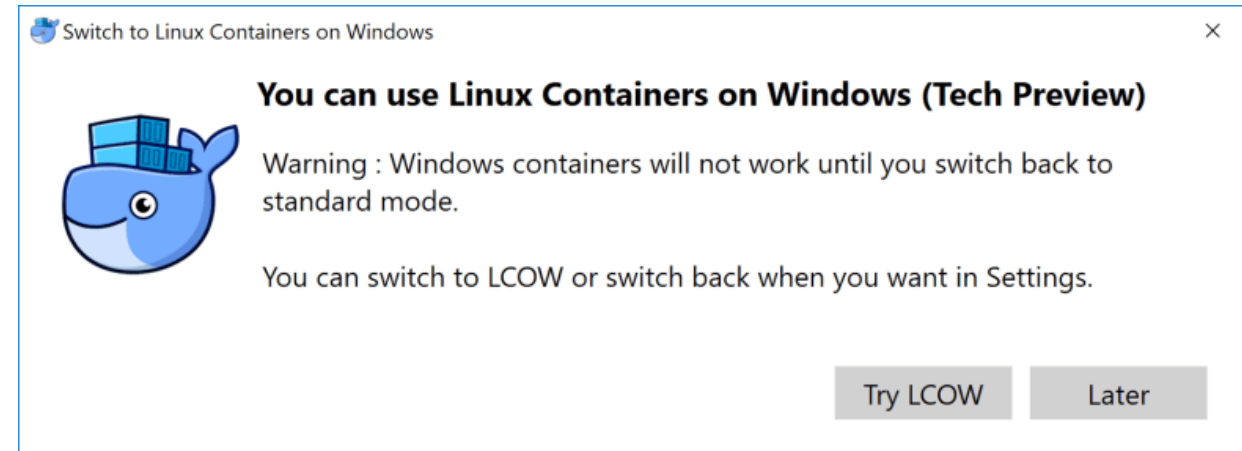 Switch to Linux Containers on Windows
You can use Linux Containers on Windows (Tech Preview)
Warning : Windows containers will not work until you switch back to
standard mode.
You can switch to LCOW or switch back when you want in Settings.
Try LCOW
Later